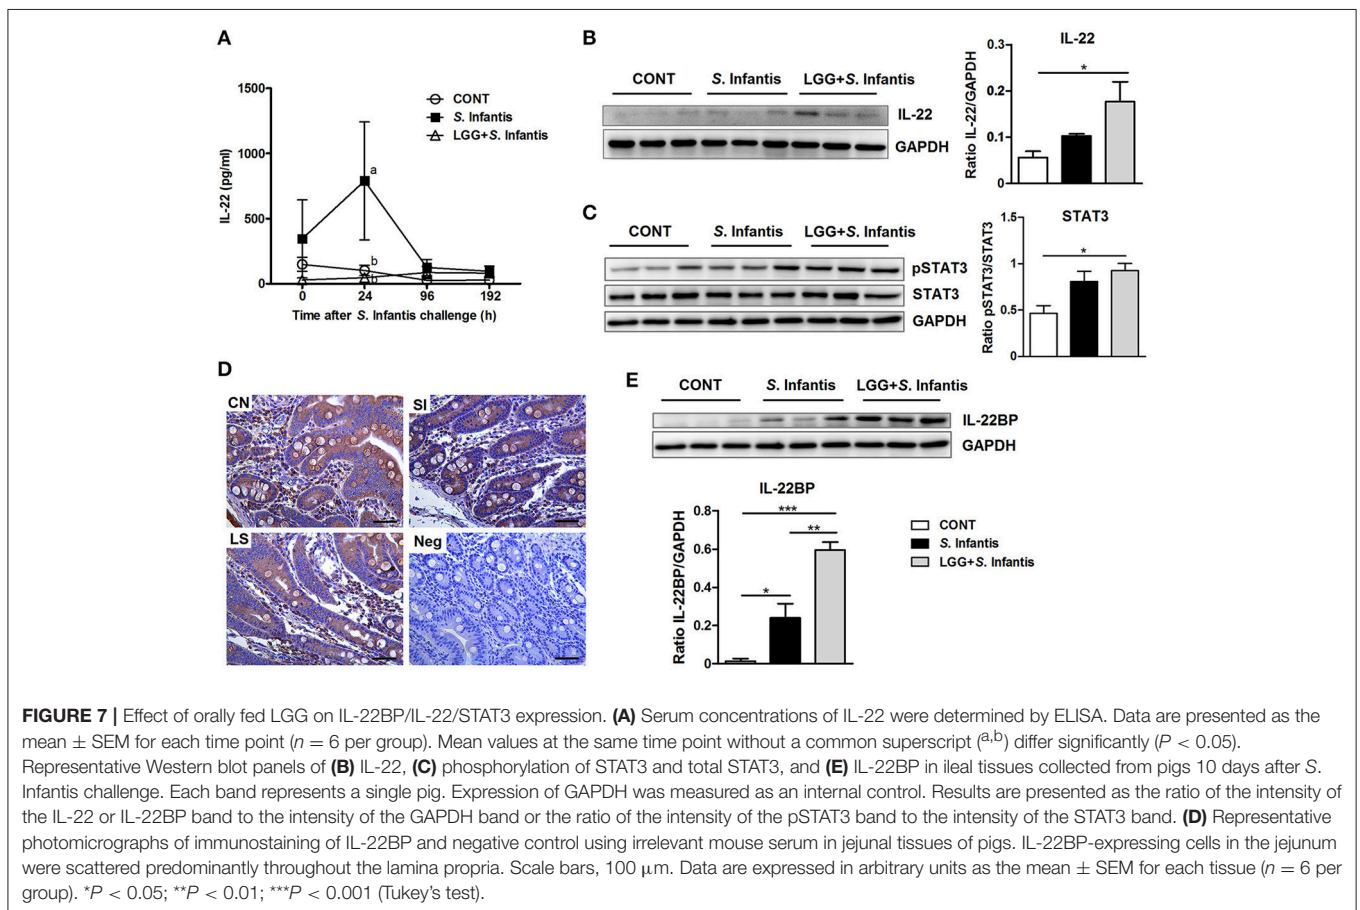 A
1500
1000
500
0
IL-22 (pg/ml)
CONT
S. Infantis
LGG+S. Infantis
a
b
b
0 24 96 192
Time after S. Infantis challenge (h)
B
CONT S. Infantis LGG+S. Infantis
IL-22
GAPDH
IL-22
0.3
0.2
0.1
0
Ratio IL-22/GAPDH
*
C
CONT S. Infantis LGG+S. Infantis
pSTAT3
STAT3
GAPDH
STAT3
1.5
1
0.5
0
Ratio pSTAT3/STAT3
*
D
CN
SI
LS
Neg
E
CONT S. Infantis LGG+S. Infantis
IL-22BP
GAPDH
IL-22BP
0.8
0.6
0.4
0.2
0
Ratio IL-22BP/GAPDH
***
**
*
CONT
S. Infantis
LGG+S. Infantis
FIGURE 7 | Effect of orally fed LGG on IL-22BP/IL-22/STAT3 expression. (A) Serum concentrations of IL-22 were determined by ELISA. Data are presented as the
mean ± SEM for each time point (n = 6 per group). Mean values at the same time point without a common superscript (a,b) differ significantly (P < 0.05).
Representative Western blot panels of (B) IL-22, (C) phosphorylation of STAT3 and total STAT3, and (E) IL-22BP in ileal tissues collected from pigs 10 days after S.
Infantis challenge. Each band represents a single pig. Expression of GAPDH was measured as an internal control. Results are presented as the ratio of the intensity of
the IL-22 or IL-22BP band to the intensity of the GAPDH band or the ratio of the intensity of the pSTAT3 band to the intensity of the STAT3 band. (D) Representative
photomicrographs of immunostaining of IL-22BP and negative control using irrelevant mouse serum in jejunal tissues of pigs. IL-22BP-expressing cells in the jejunum
were scattered predominantly throughout the lamina propria. Scale bars, 100 μm. Data are expressed in arbitrary units as the mean ± SEM for each tissue (n = 6 per
group). *P < 0.05; **P < 0.01; ***P < 0.001 (Tukey's test).